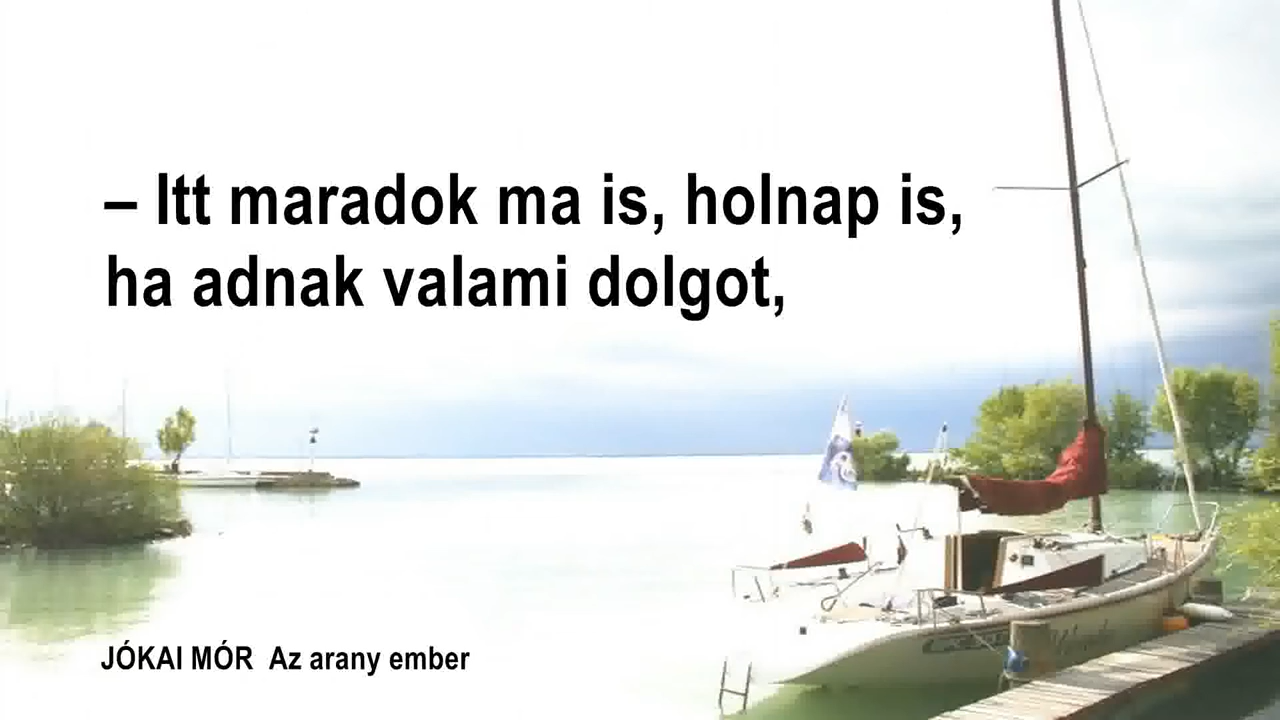 – Itt maradok ma is, holnap is,
ha adnak valami dolgot,
JÓKAI MÓR Az arany ember